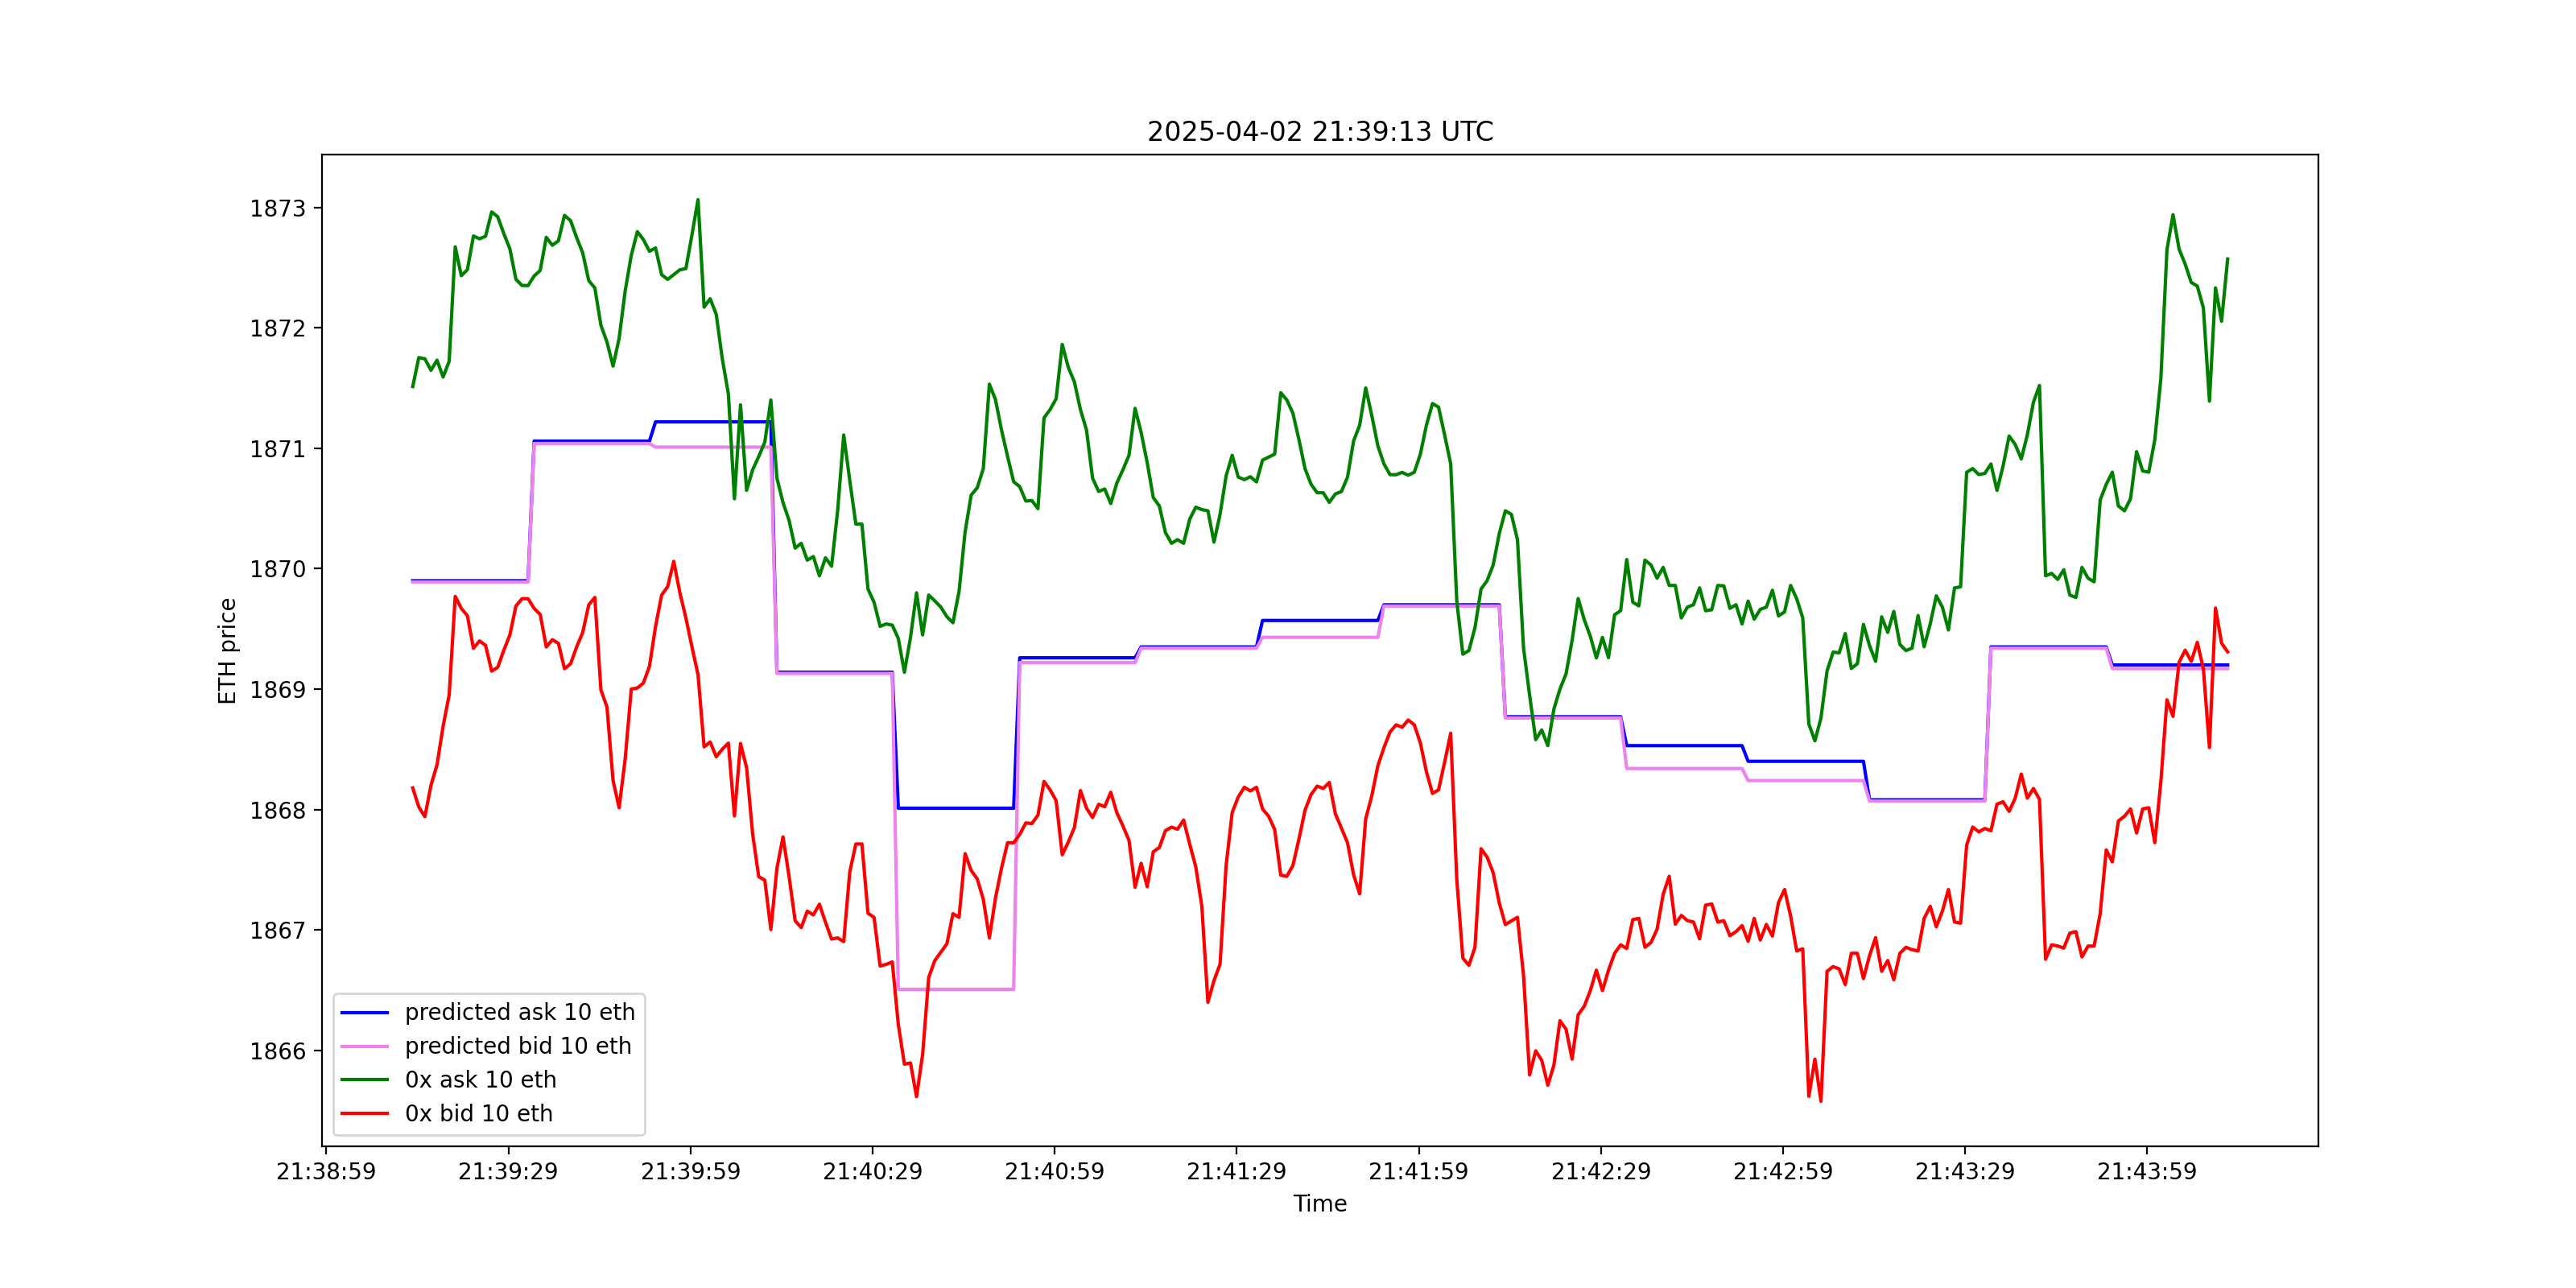 2025-04-02 21:39:13 UTC
ETH price
1873
1872
1871
1870
1869
1868
1867
1866
predicted ask 10 eth
predicted bid 10 eth
0x ask 10 eth
0x bid 10 eth
21:38:59 21:39:29 21:39:59 21:40:29 21:40:59 21:41:29 21:41:59 21:42:29 21:42:59 21:43:29 21:43:59
Time